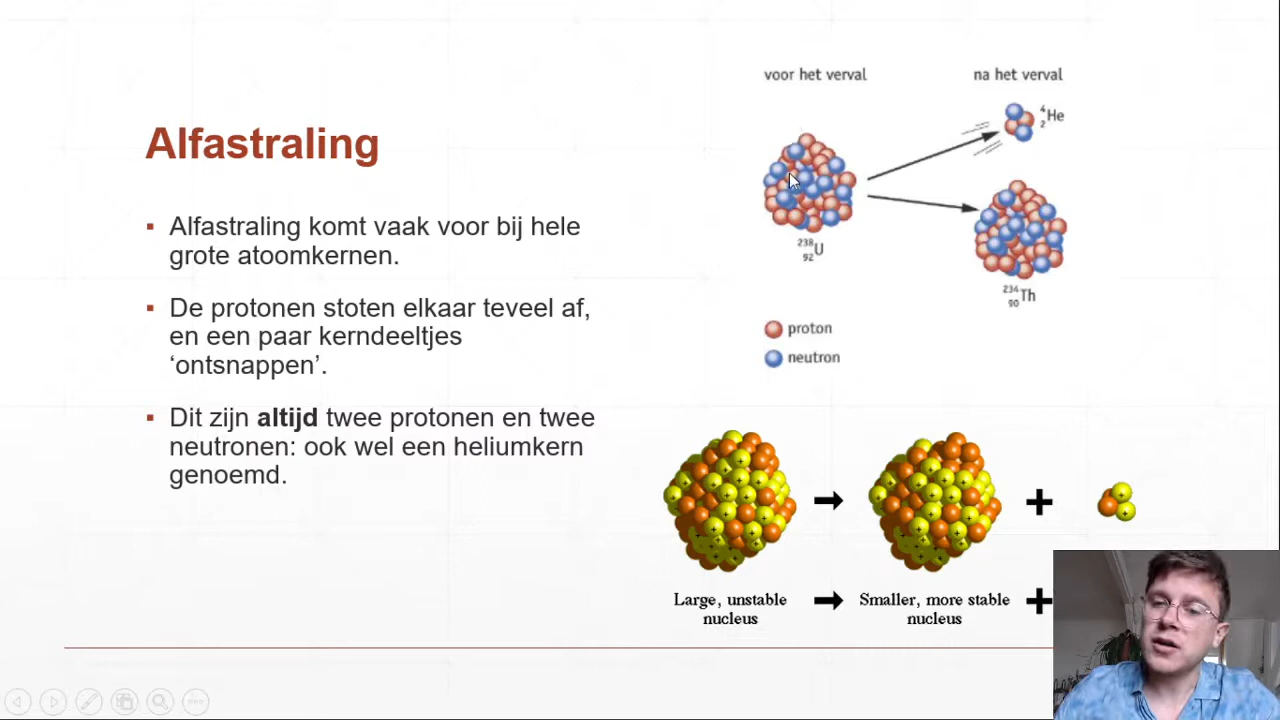 Alfastraling
▪ Alfastraling komt vaak voor bij hele
grote atoomkernen.
▪ De protonen stoten elkaar teveel af,
en een paar kerndeeltjes
‘ontsnappen’.
▪ Dit zijn altijd twee protonen en twee
neutronen: ook wel een heliumkern
genoemd.
voor het verval
na het verval
4
2 He
238
92 U
234
90 Th
proton
neutron
Large, unstable
nucleus
Smaller, more stable
nucleus
+